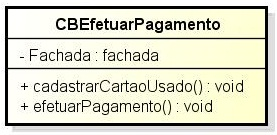 CBEfetuarPagamento
- Fachada : fachada
+ cadastrarCartaoUsado() : void
+ efetuarPagamento() : void